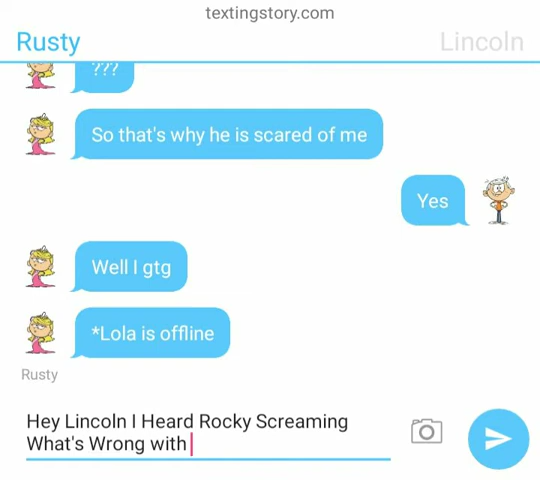 textingstory.com
Rusty
Lincoln
???
So that's why he is scared of me
Yes
Well I gtg
*Lola is offline
Rusty
Hey Lincoln I Heard Rocky Screaming
What's Wrong with